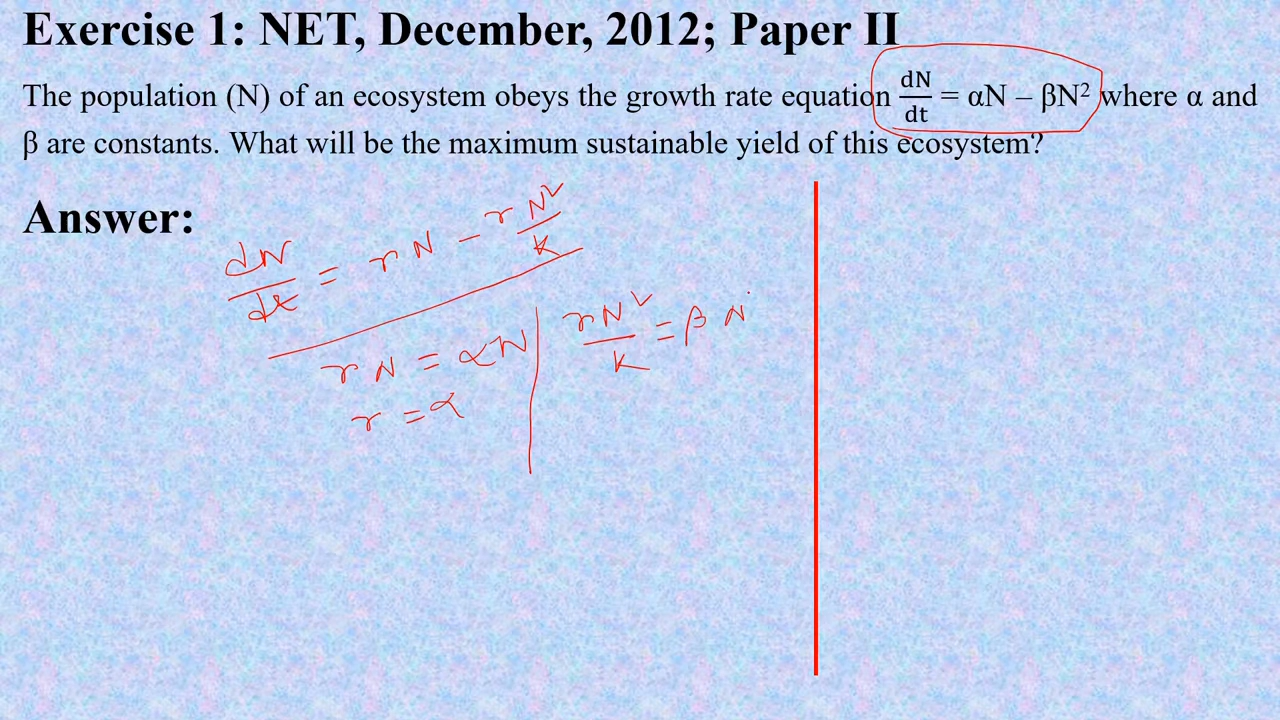 Exercise 1: NET, December, 2012; Paper II
The population (N) of an ecosystem obeys the growth rate equation dN/dt = αN – βN² where α and
β are constants. What will be the maximum sustainable yield of this ecosystem?
Answer:
dN/dt = rN – rN²/k
rN = αN
rN²/k = βN
r = α